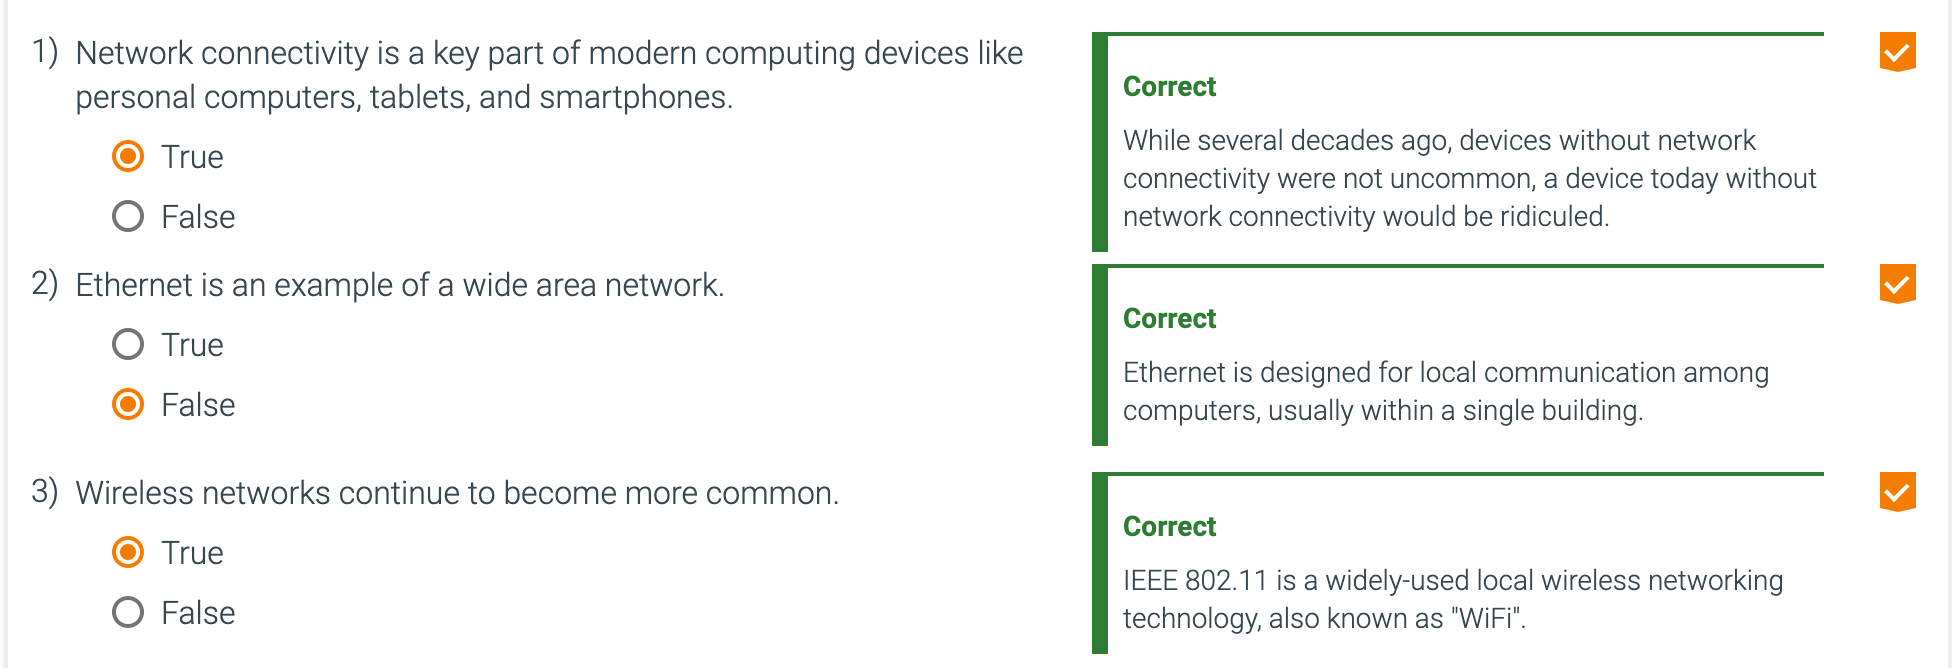 1) Network connectivity is a key part of modern computing devices like
personal computers, tablets, and smartphones.
True
False
Correct
While several decades ago, devices without network
connectivity were not uncommon, a device today without
network connectivity would be ridiculed.
2) Ethernet is an example of a wide area network.
True
False
Correct
Ethernet is designed for local communication among
computers, usually within a single building.
3) Wireless networks continue to become more common.
True
False
Correct
IEEE 802.11 is a widely-used local wireless networking
technology, also known as "WiFi".